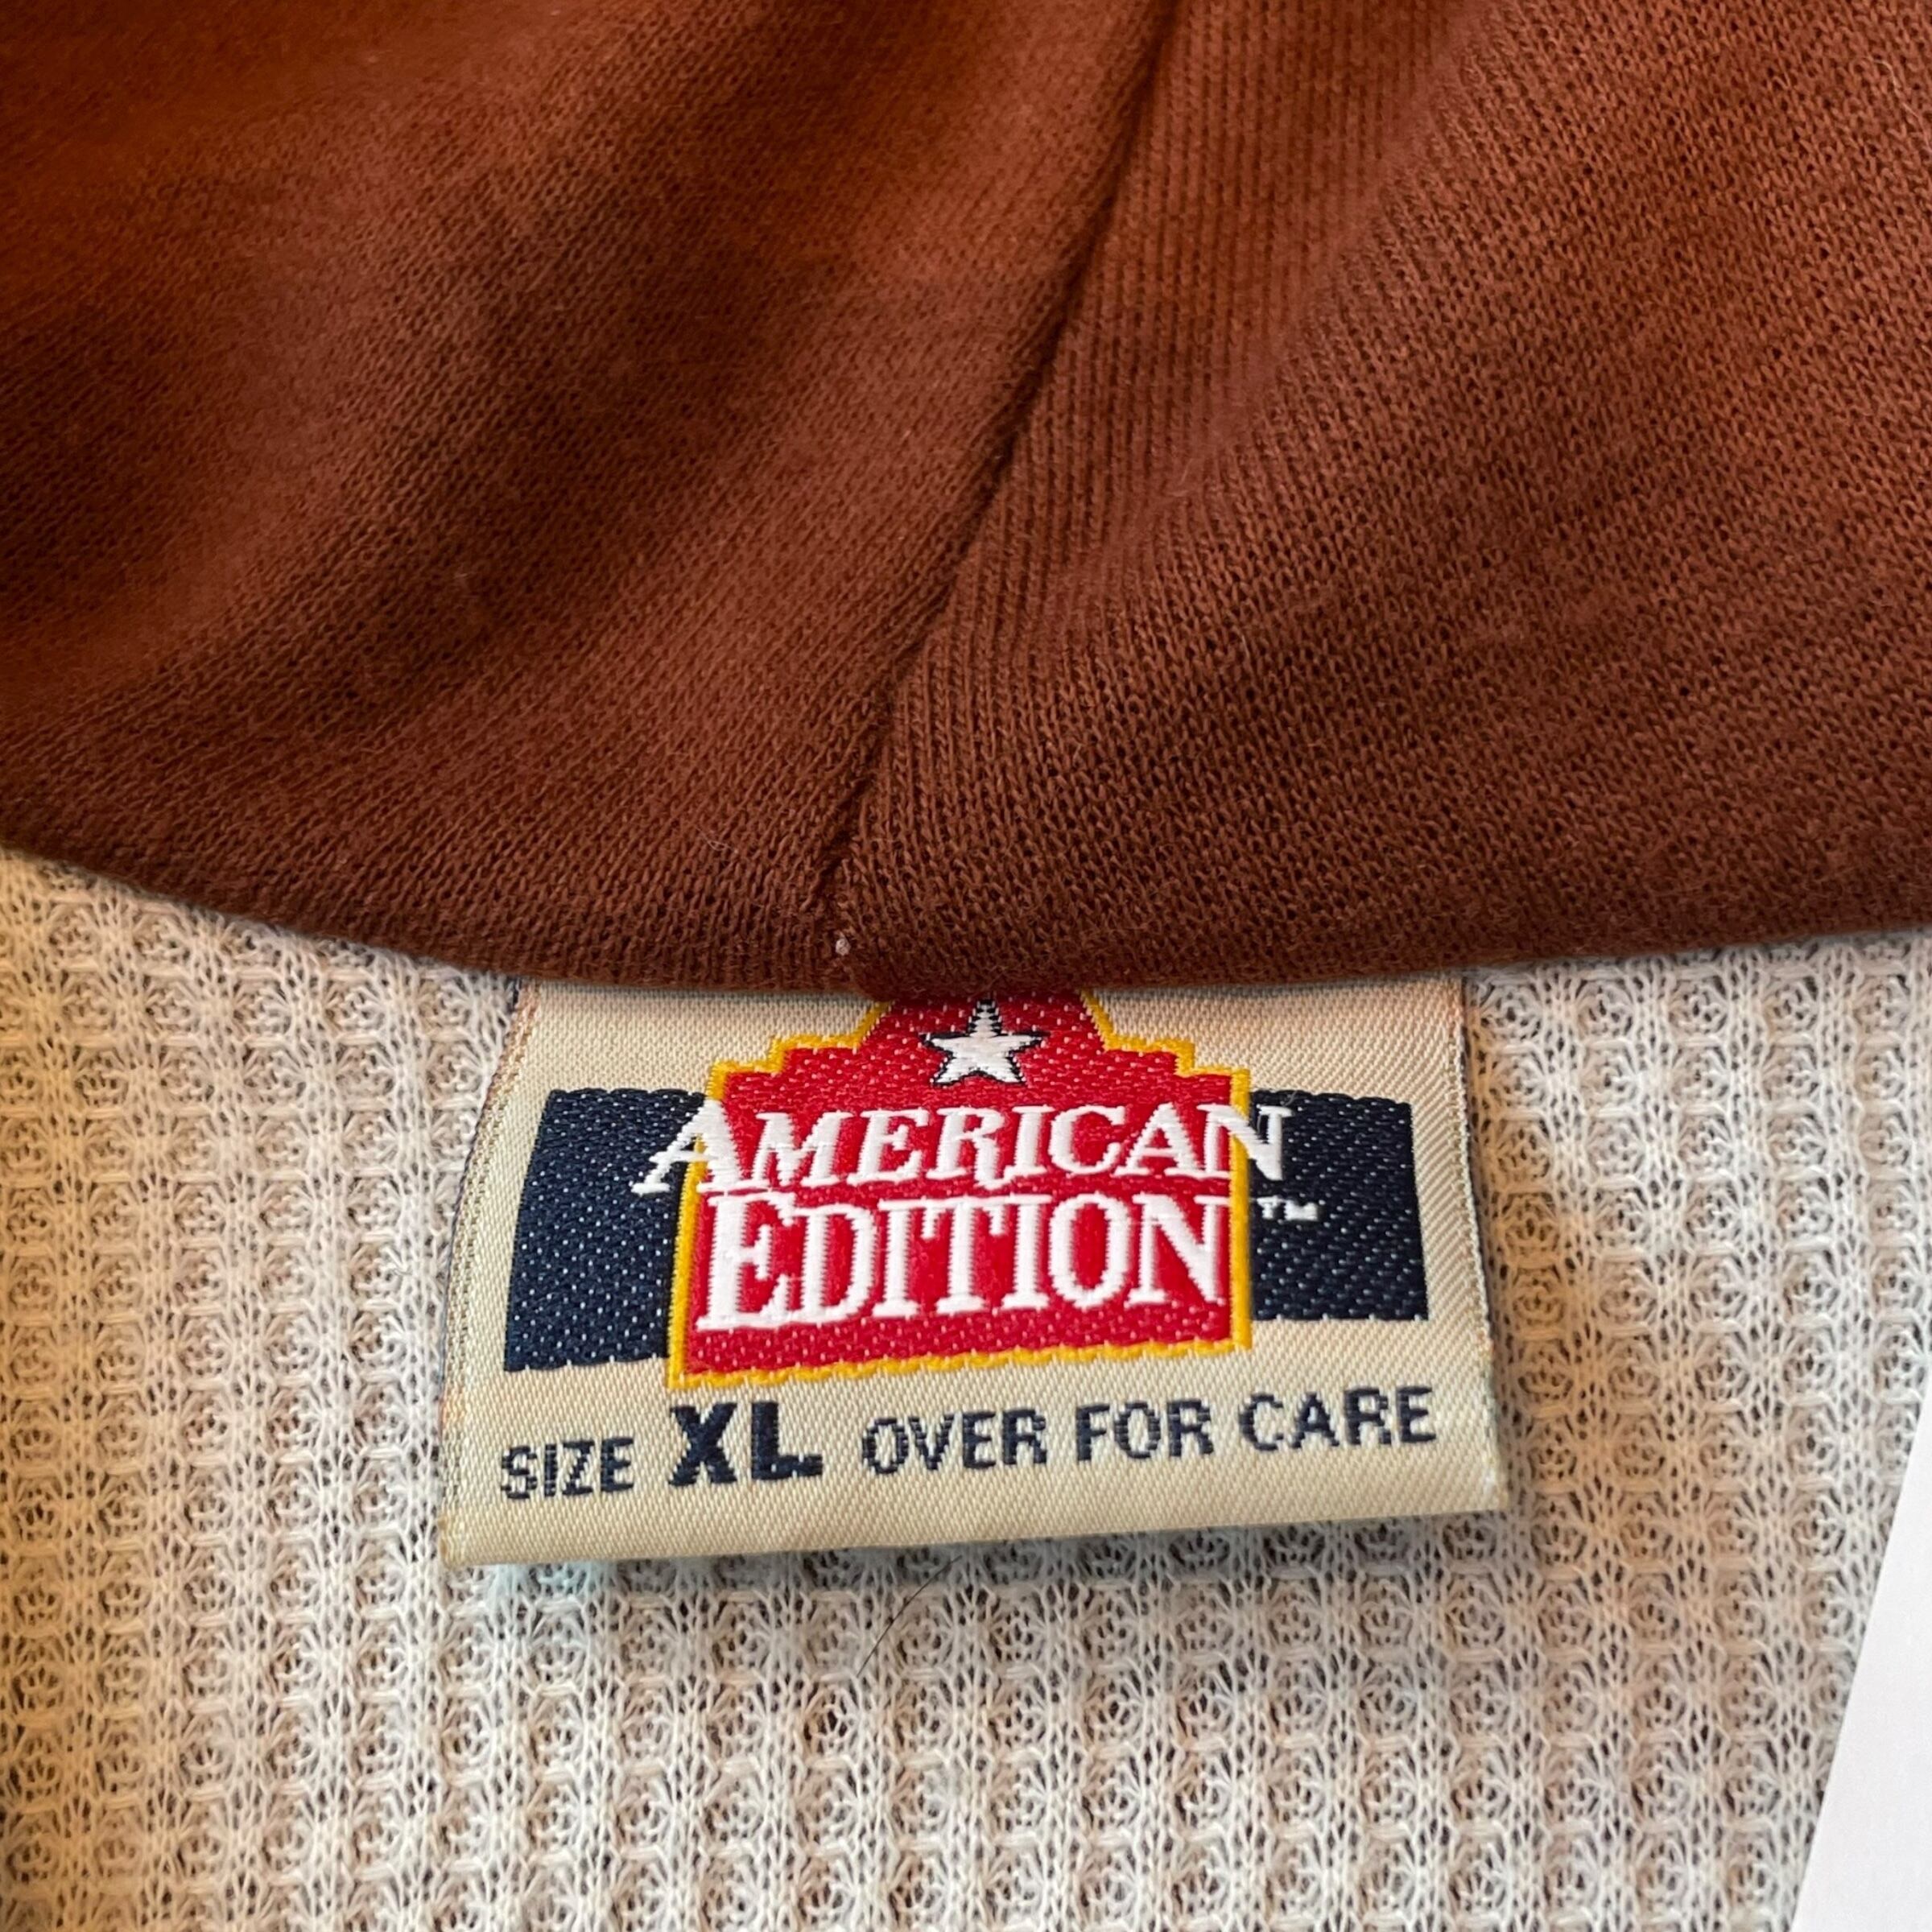 AMERICAN
EDITION™
SIZE XL OVER FOR CARE